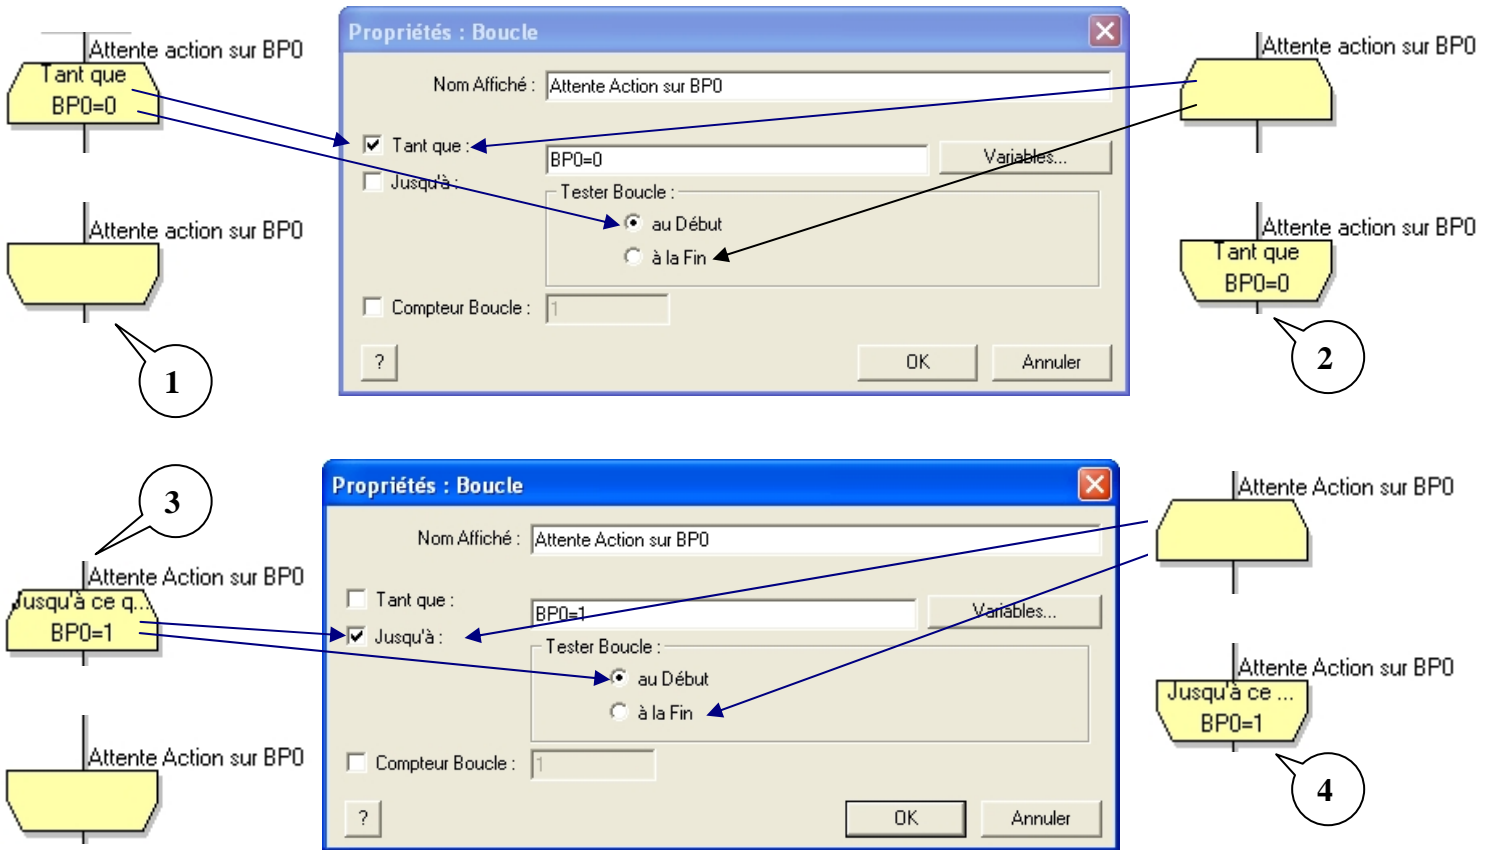 Attente action sur BP0
Tant que
BP0=0
Attente action sur BP0
1
Propriétés : Boucle
Nom Affiché :
Attente Action sur BP0
Tant que :
BP0=0
Variables...
Jusqu'à :
Tester Boucle :
au Début
à la Fin
Compteur Boucle :
1
?
OK
Annuler
Attente action sur BP0
Attente action sur BP0
Tant que
BP0=0
2
3
Attente Action sur BP0
Jusqu'à ce q...
BP0=1
Attente Action sur BP0
Propriétés : Boucle
Nom Affiché :
Attente Action sur BP0
Tant que :
BP0=1
Variables...
Jusqu'à :
Tester Boucle :
au Début
à la Fin
Compteur Boucle :
1
?
OK
Annuler
Attente Action sur BP0
Attente Action sur BP0
Jusqu'à ce ...
BP0=1
4